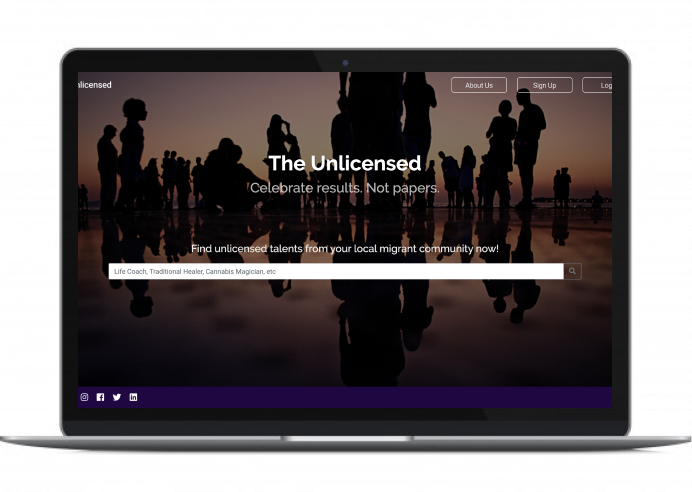 nlicensed
About Us
Sign Up
Log
The Unlicensed
Celebrate results. Not papers.
Find unlicensed talents from your local migrant community now!
Life Coach, Traditional Healer, Cannabis Magician, etc